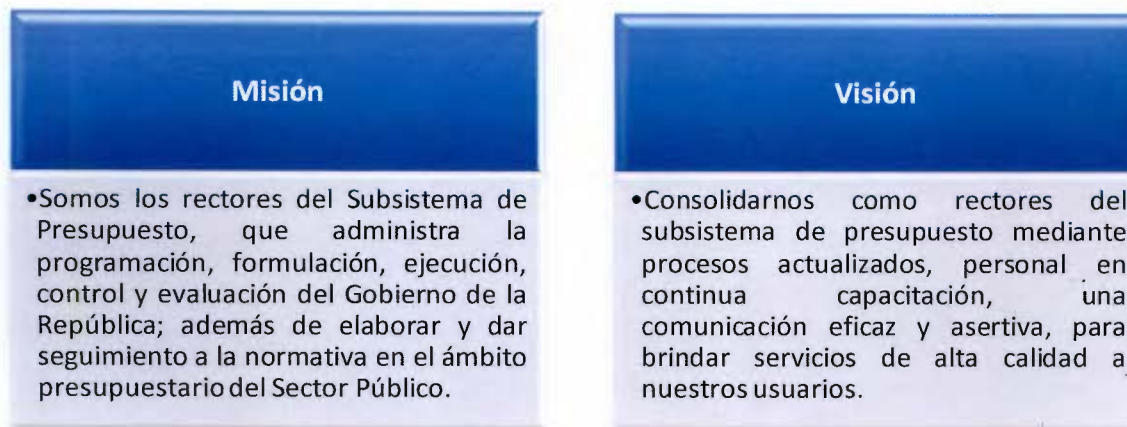 Misión
•Somos los rectores del Subsistema de
Presupuesto, que administra la
programación, formulación, ejecución,
control y evaluación del Gobierno de la
República; además de elaborar y dar
seguimiento a la normativa en el ámbito
presupuestario del Sector Público.
Visión
•Consolidarnos como rectores del
subsistema de presupuesto mediante
procesos actualizados, personal en
continua capacitación, una
comunicación eficaz y asertiva, para
brindar servicios de alta calidad a
nuestros usuarios.